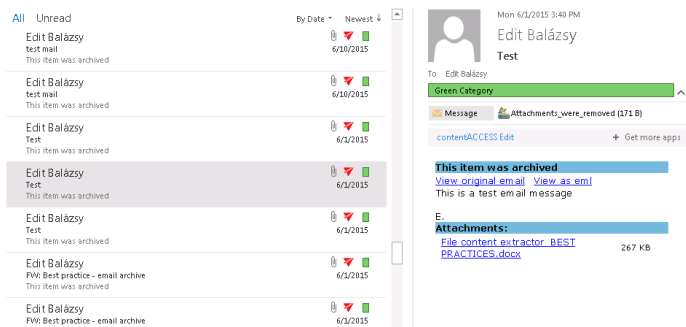 All Unread By Date Newest
Edit Balázsy
test mail 6/10/2015
This item was archived
Edit Balázsy
test mail 6/10/2015
This item was archived
Edit Balázsy
Test 6/1/2015
This item was archived
Edit Balázsy
Test 6/1/2015
This item was archived
Edit Balázsy
Test 6/1/2015
This item was archived
Edit Balázsy
FW: Best practice - email archive 6/1/2015
This item was archived
Edit Balázsy
FW: Best practice - email archive 6/1/2015
Mon 6/1/2015 3:40 PM
Edit Balázsy
Test
To Edit Balázsy
Green Category
Message Attachments_were_removed (171 B)
contentACCESS Edit + Get more apps
This item was archived
View original email View as eml
This is a test email message
E.
Attachments:
File content extractor_BEST
PRACTICES.docx 267 KB